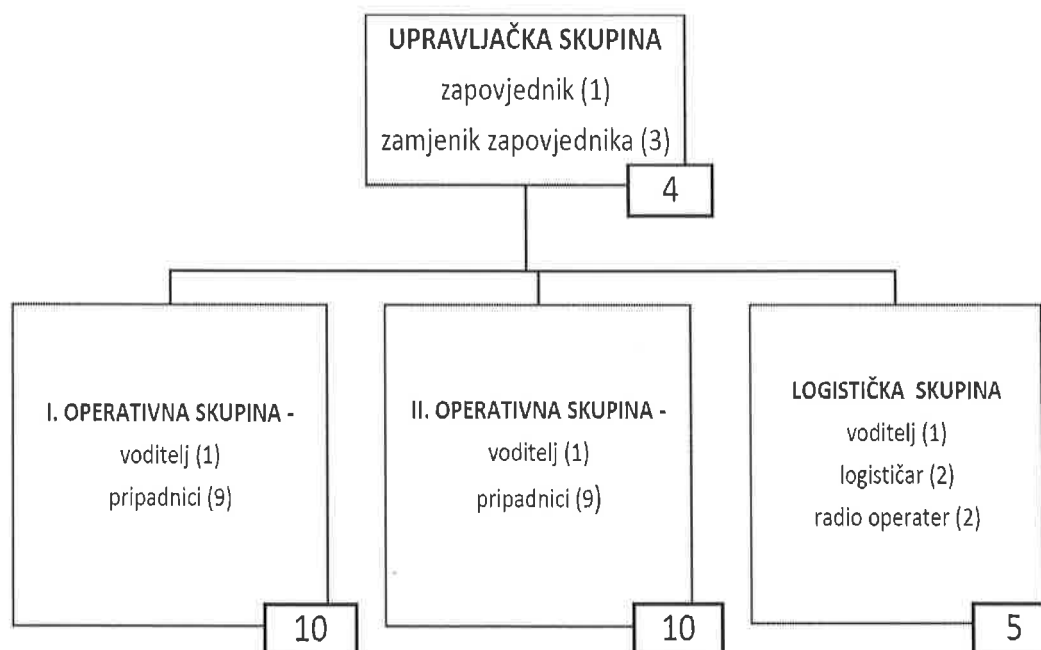 UPRAVLJAČKA SKUPINA
zapovjednik (1)
zamjenik zapovjednika (3)
4
I. OPERATIVNA SKUPINA -
voditelj (1)
pripadnici (9)
10
II. OPERATIVNA SKUPINA -
voditelj (1)
pripadnici (9)
10
LOGISTIČKA SKUPINA
voditelj (1)
logističar (2)
radio operater (2)
5